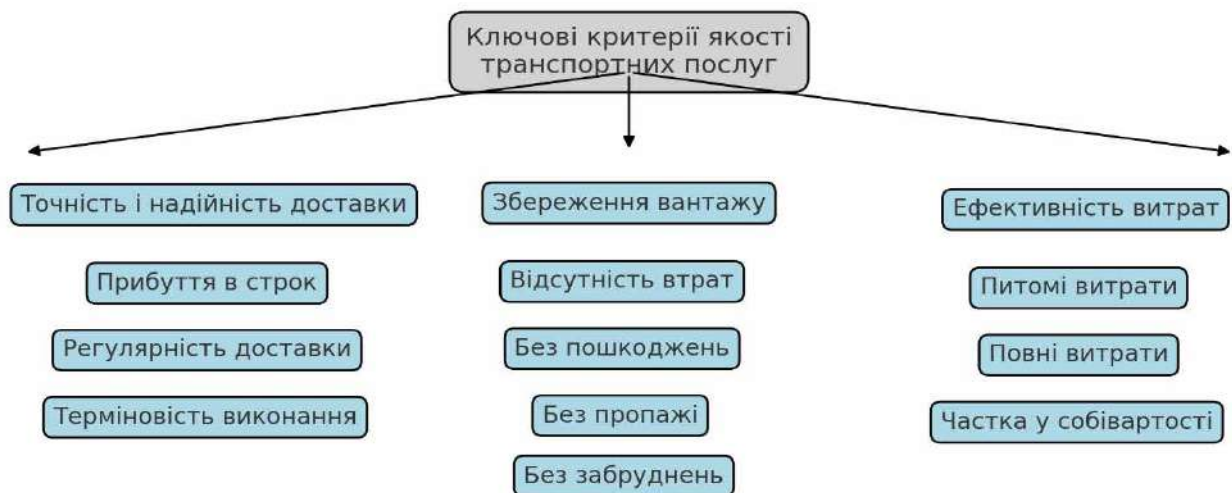 Ключові критерії якості
транспортних послуг
Точність і надійність доставки
Прибуття в строк
Регулярність доставки
Терміновість виконання
Збереження вантажу
Відсутність втрат
Без пошкоджень
Без пропажі
Без забруднень
Ефективність витрат
Питомі витрати
Повні витрати
Частка у собівартості